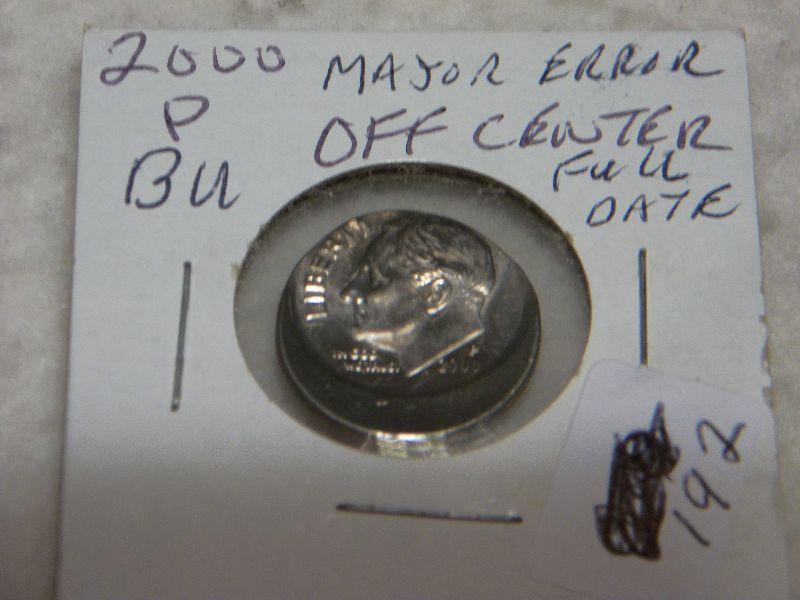 2000 MAJOR ERROR
P OFF CENTER
BU FULL
DATE
LIBERTY
IN GOD
WE TRUST
P
2000
192